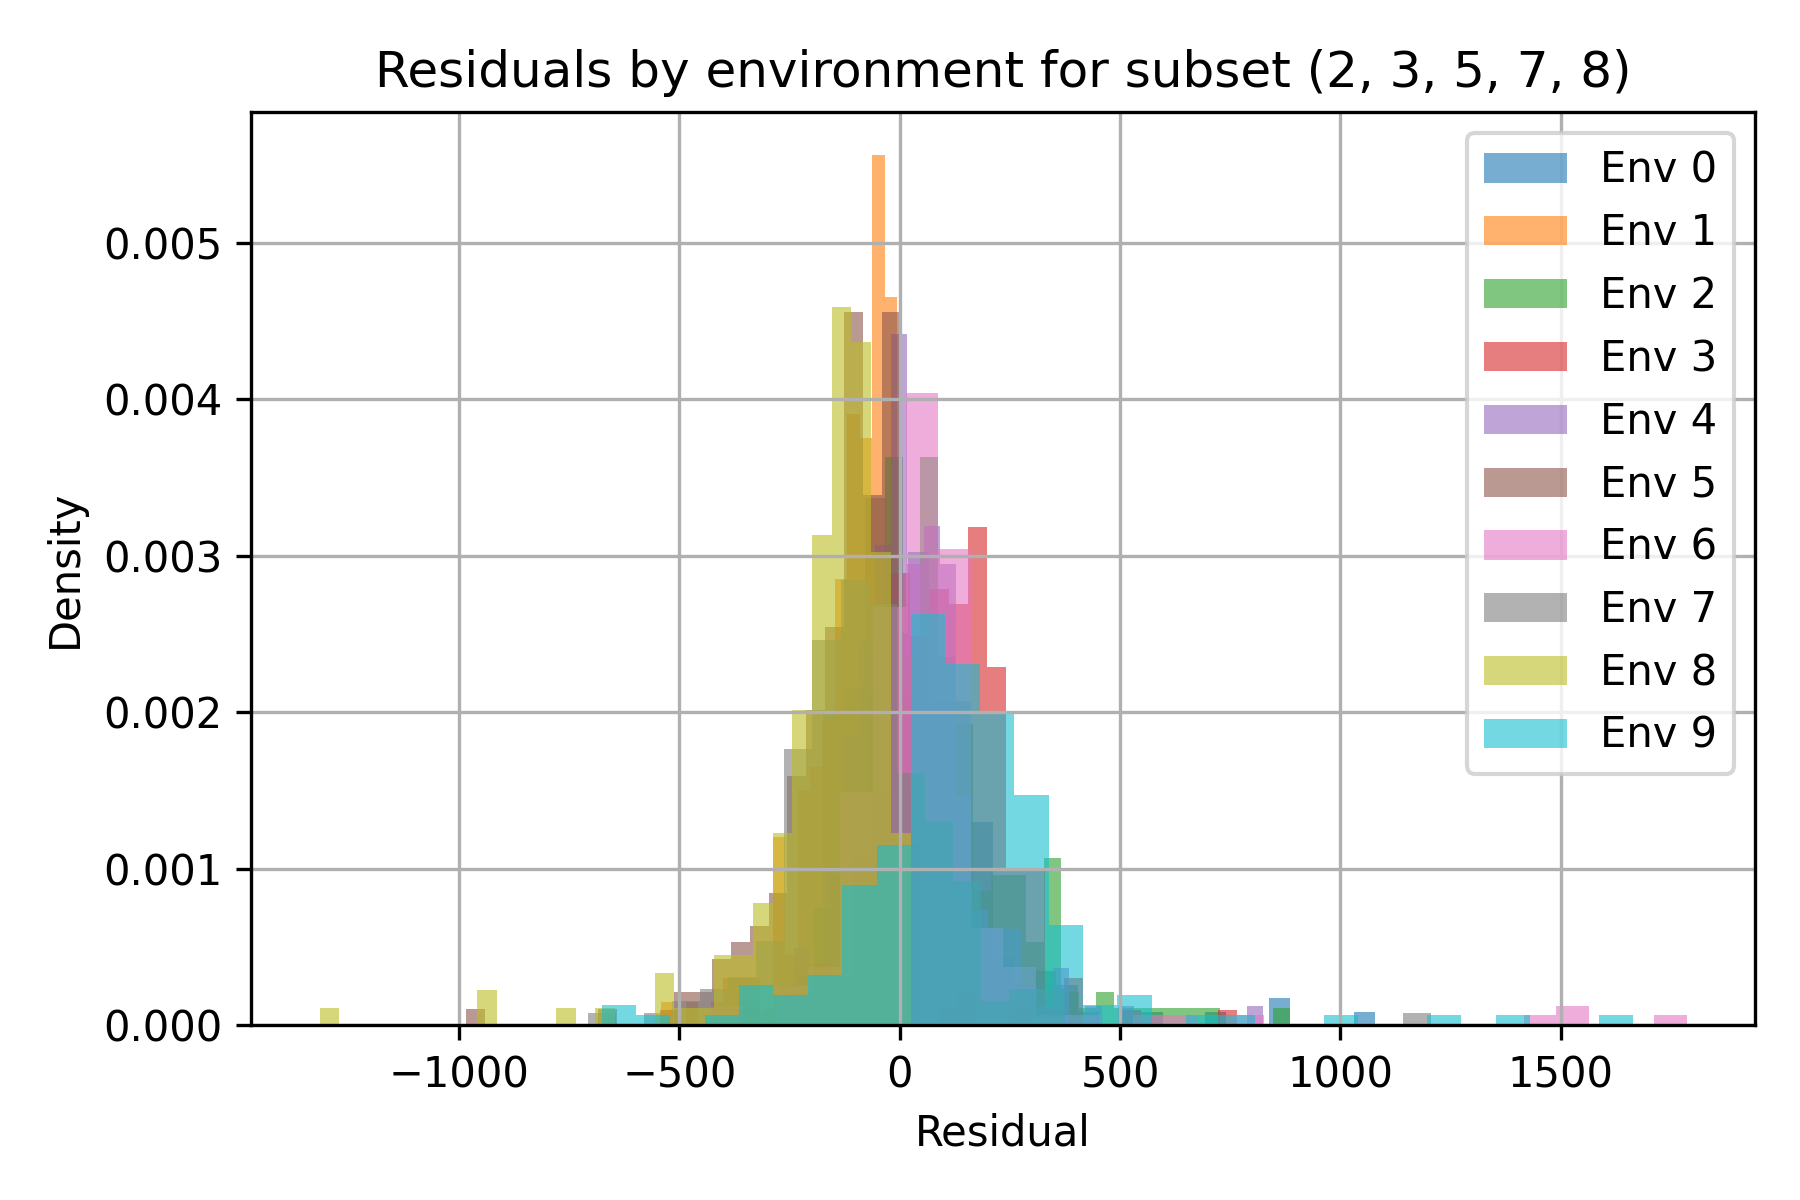 Residuals by environment for subset (2, 3, 5, 7, 8)
Density
0.005
0.004
0.003
0.002
0.001
0.000
−1000
−500
0
500
1000
1500
Residual
Env 0
Env 1
Env 2
Env 3
Env 4
Env 5
Env 6
Env 7
Env 8
Env 9